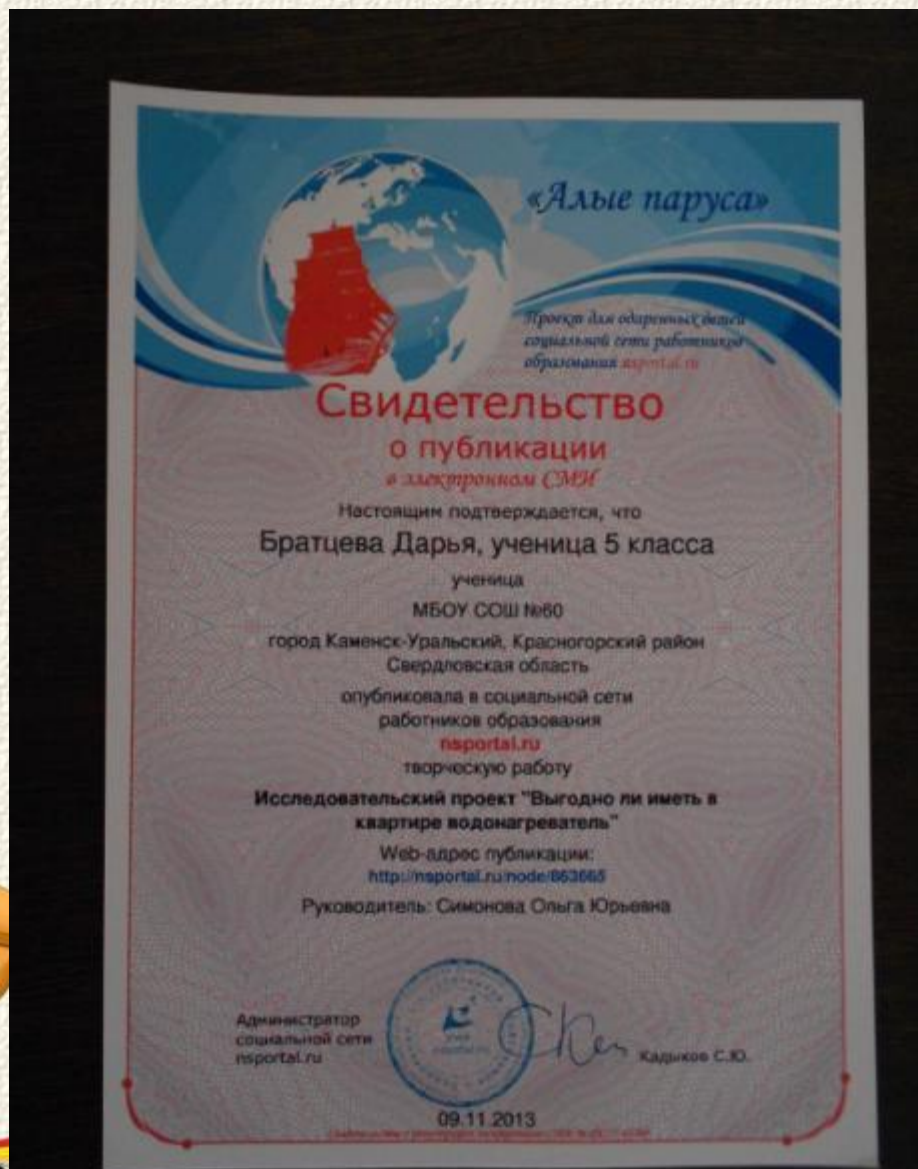 «Алые паруса»
Проект для одаренных детей
социальной сети работников
образования nsportal.ru
Свидетельство
о публикации
в электронном СМИ
Настоящим подтверждается, что
Братцева Дарья, ученица 5 класса
ученица
МБОУ СОШ №60
город Каменск-Уральский, Красногорский район
Свердловская область
опубликовала в социальной сети
работников образования
nsportal.ru
творческую работу
Исследовательский проект "Выгодно ли иметь в
квартире водонагреватель"
Web-адрес публикации:
http://nsportal.ru/node/863665
Руководитель: Симонова Ольга Юрьевна
Администратор
социальной сети
nsportal.ru
Кадыков С.Ю.
09.11.2013